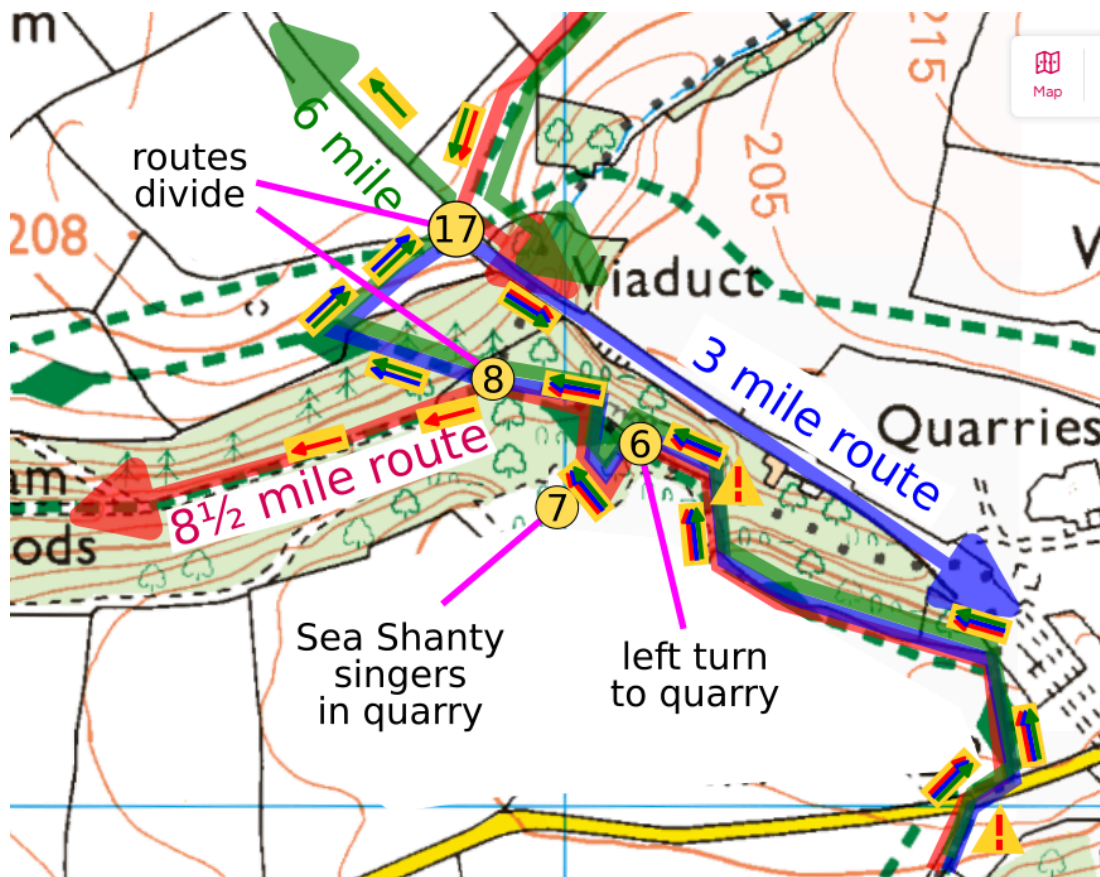 m
215
Map
routes
divide
6 mile
205
17
208
V
Viaduct
3 mile route
8
Quarries
6
am
8½ mile route
7
ods
Sea Shanty
singers
in quarry
left turn
to quarry
!
!